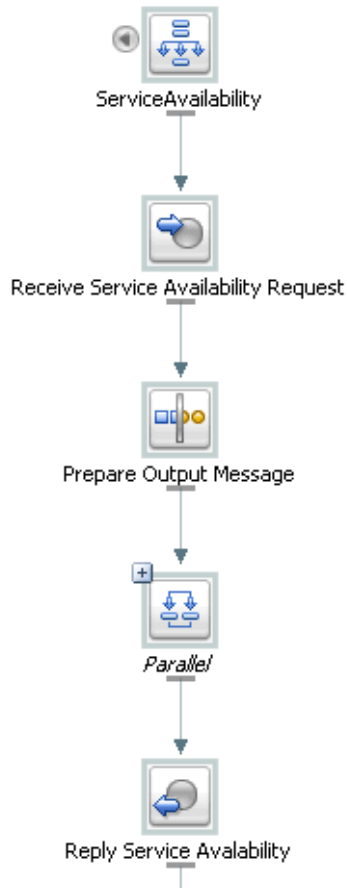 ServiceAvailability
Receive Service Availability Request
Prepare Output Message
Parallel
Reply Service Avalability